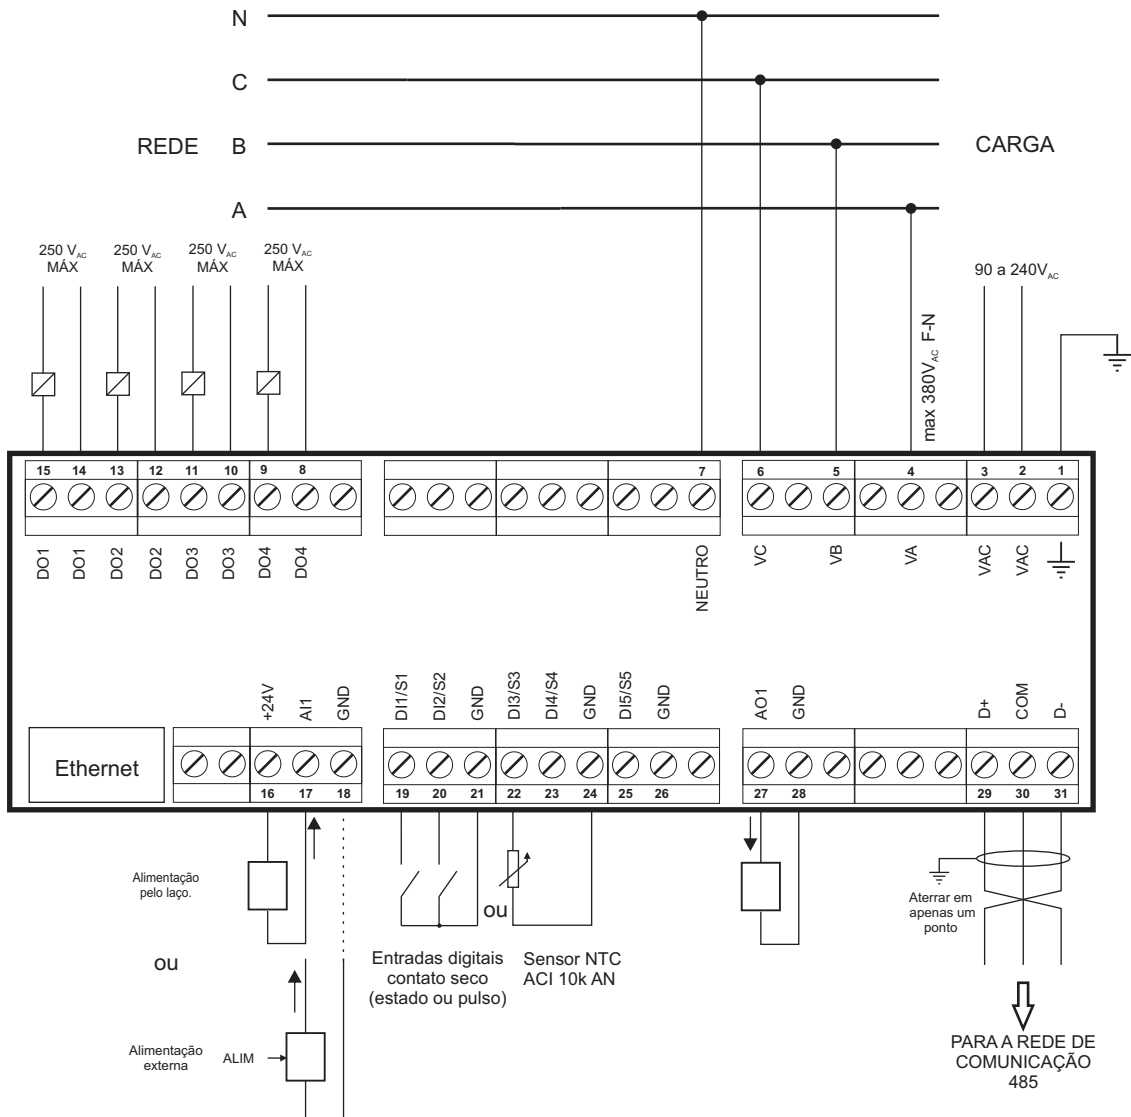 N
C
REDE B CARGA
A
250 VAC MÁX
250 VAC MÁX
250 VAC MÁX
250 VAC MÁX
max 380VAC F-N
90 a 240VAC
15 14 13 12 11 10 9 8 7 6 5 4 3 2 1
DO1 DO1 DO2 DO2 DO3 DO3 DO4 DO4 NEUTRO VC VB VA VAC VAC
+24V AI1 GND DI1/S1 DI2/S2 GND DI3/S3 DI4/S4 GND DI5/S5 GND AO1 GND D+ COM D-
Ethernet
16 17 18 19 20 21 22 23 24 25 26 27 28 29 30 31
Alimentação
pelo laço.
ou
Alimentação
externa
ALIM
ou
Entradas digitais
contato seco
(estado ou pulso)
Sensor NTC
ACI 10k AN
Aterrar em
apenas um
ponto
PARA A REDE DE
COMUNICAÇÃO
485